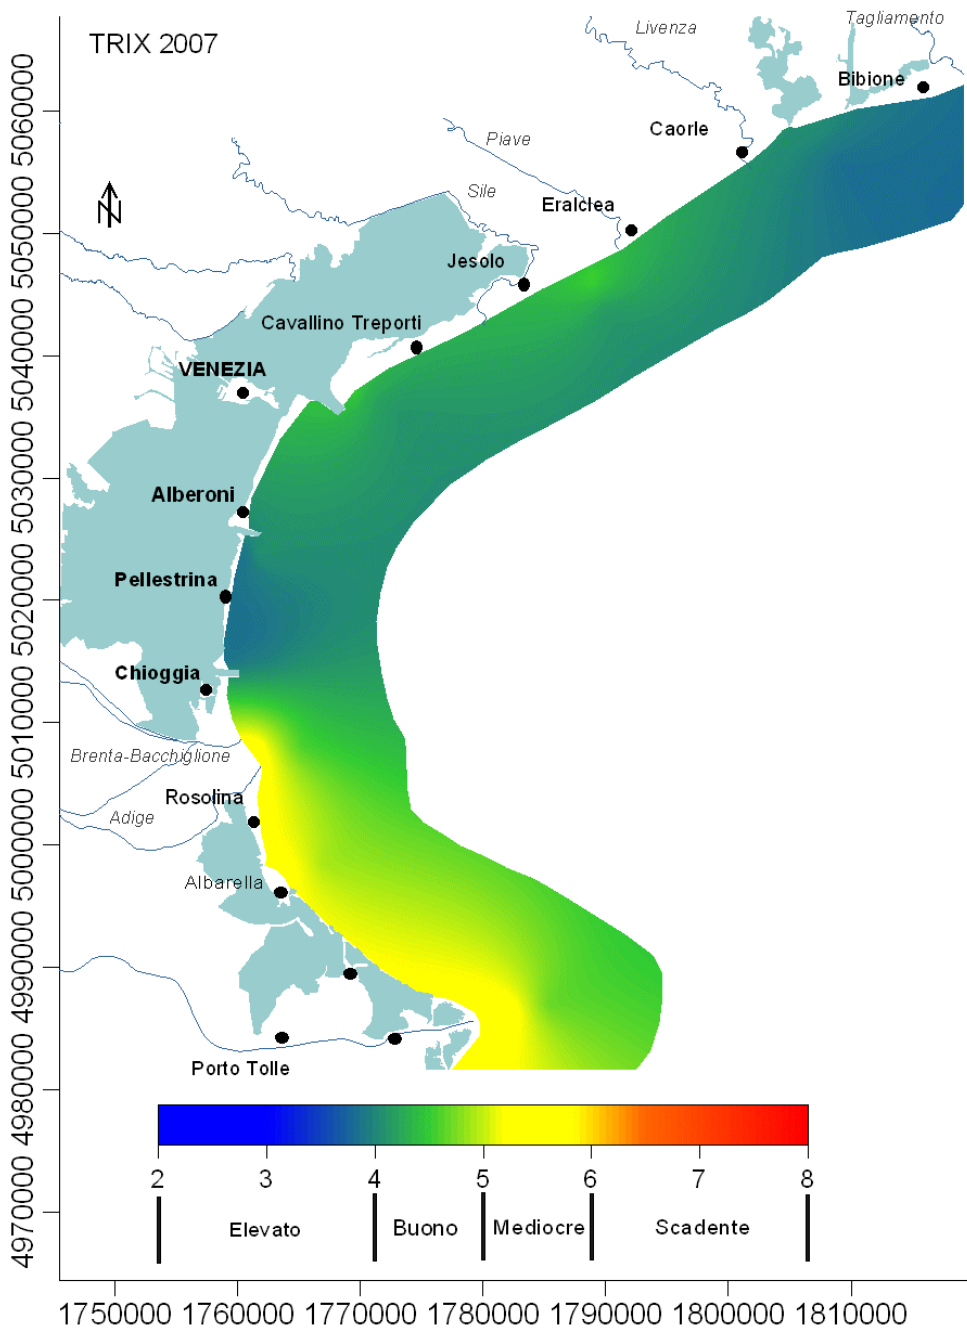 TRIX 2007
Livenza
Tagliamento
Bibione
Caorle
Piave
Sile
Eraclea
Jesolo
Cavallino Treporti
VENEZIA
Alberoni
Pellestrina
Chioggia
Brenta-Bacchiglione
Rosolina
Adige
Albarella
Porto Tolle
N
5060000
5050000
5040000
5030000
5020000
5010000
5000000
4990000
4980000
4970000
2 3 4 5 6 7 8
Elevato Buono Mediocre Scadente
1750000 1760000 1770000 1780000 1790000 1800000 1810000